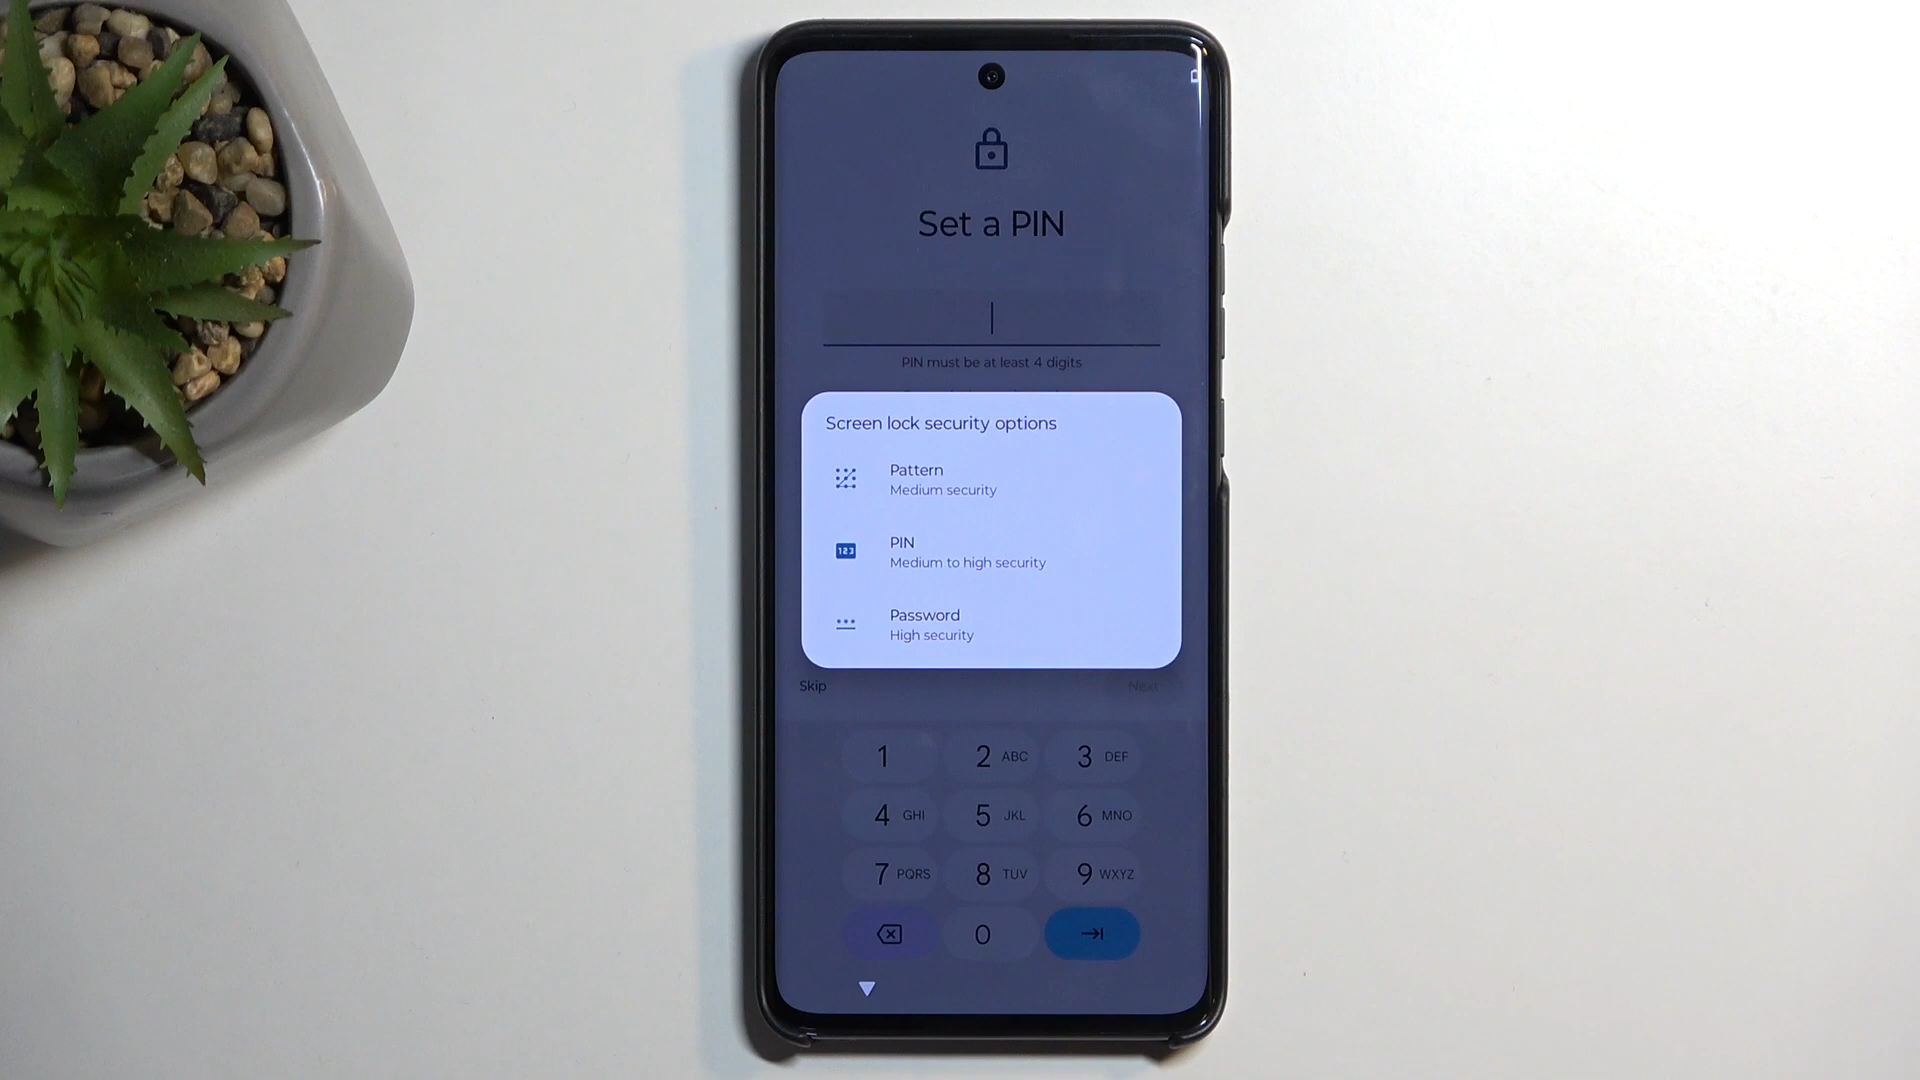 Set a PIN
PIN must be at least 4 digits
Screen lock security options
Pattern
Medium security
123
PIN
Medium to high security
Password
High security
Skip
Next
1
2 ABC
3 DEF
4 GHI
5 JKL
6 MNO
7 PQRS
8 TUV
9 WXYZ
0